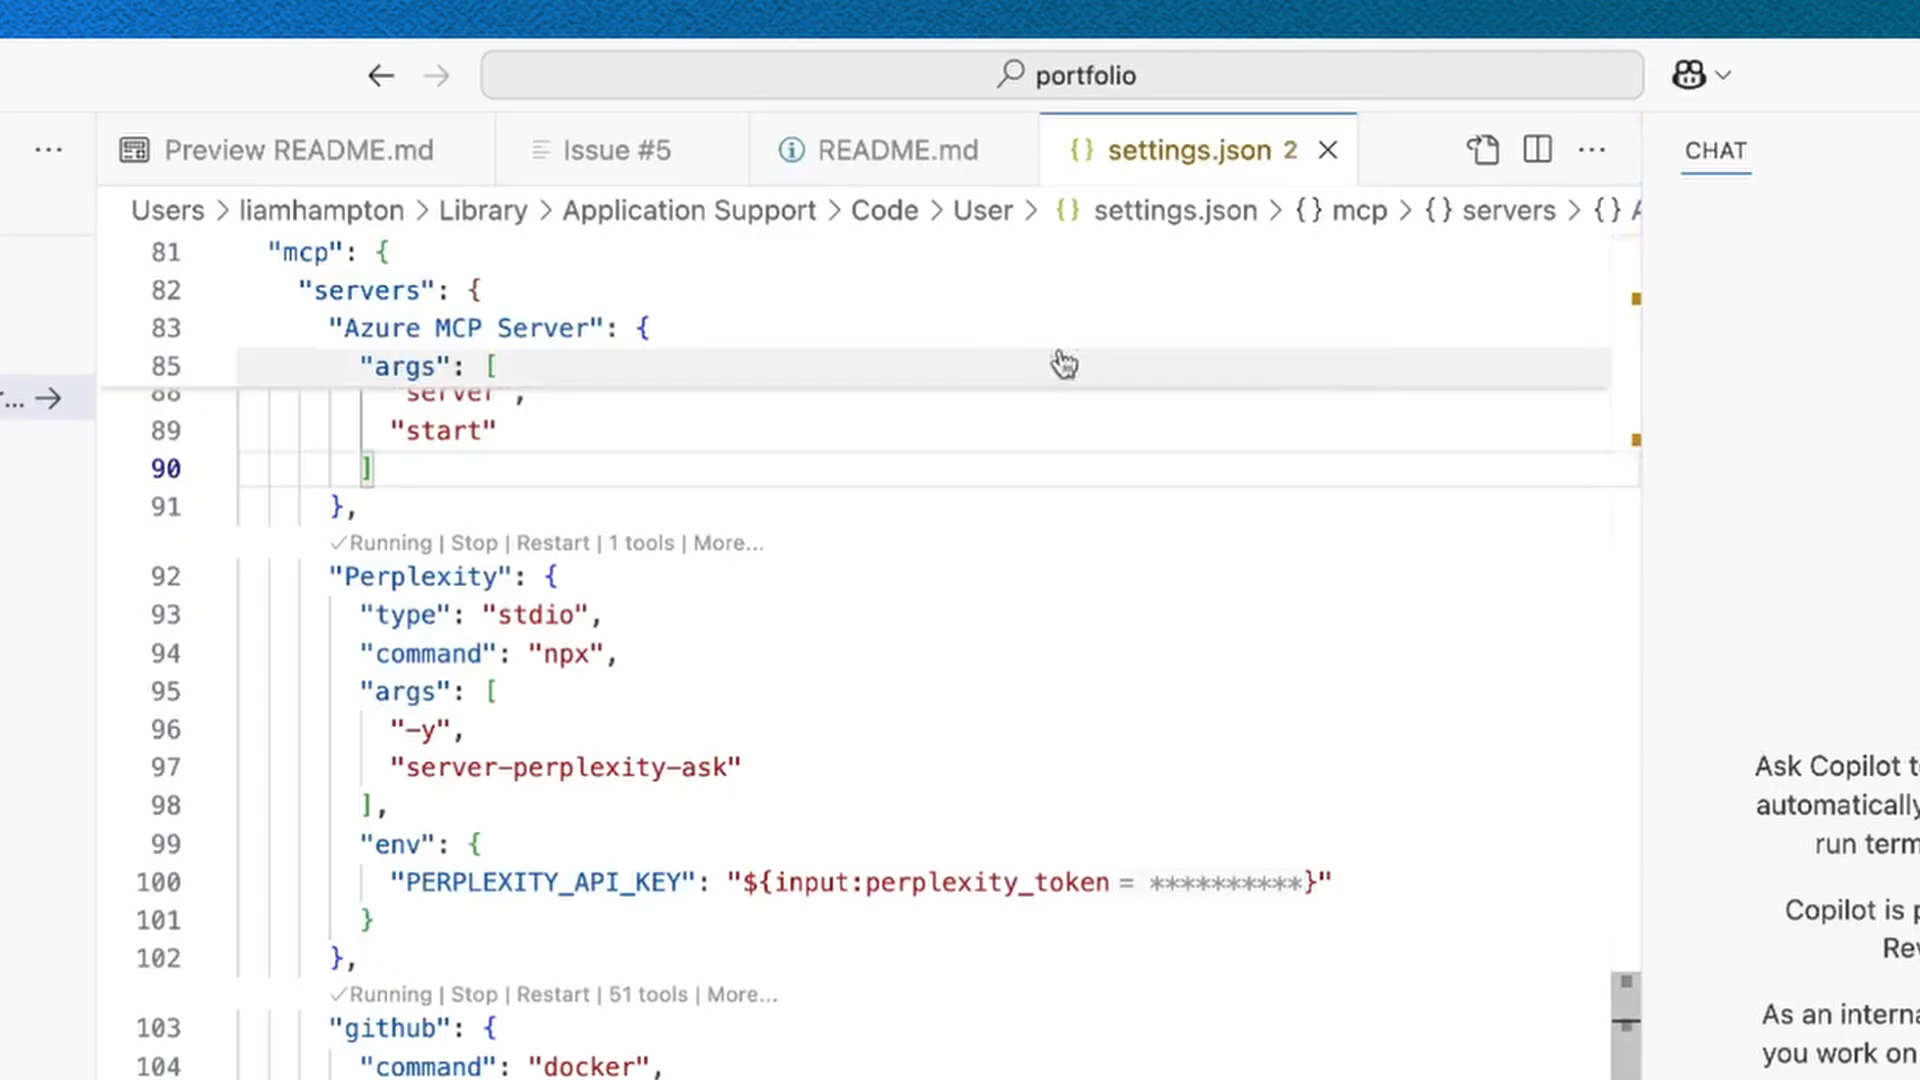 portfolio
Preview README.md
Issue #5
README.md
settings.json 2
CHAT
Users > liamhampton > Library > Application Support > Code > User > {} settings.json > {} mcp > {} servers > {}
81 "mcp": {
82 "servers": {
83 "Azure MCP Server": {
85 "args": [
88 "server",
89 "start"
90 ]
91 },
✓Running | Stop | Restart | 1 tools | More...
92 "Perplexity": {
93 "type": "stdio",
94 "command": "npx",
95 "args": [
96 "-y",
97 "server-perplexity-ask"
98 ],
99 "env": {
100 "PERPLEXITY_API_KEY": "${input:perplexity_token = **********}"
101 }
102 },
✓Running | Stop | Restart | 51 tools | More...
103 "github": {
104 "command": "docker",
Ask Copilot
automatically
run term
Copilot is
Rev
As an interna
you work on